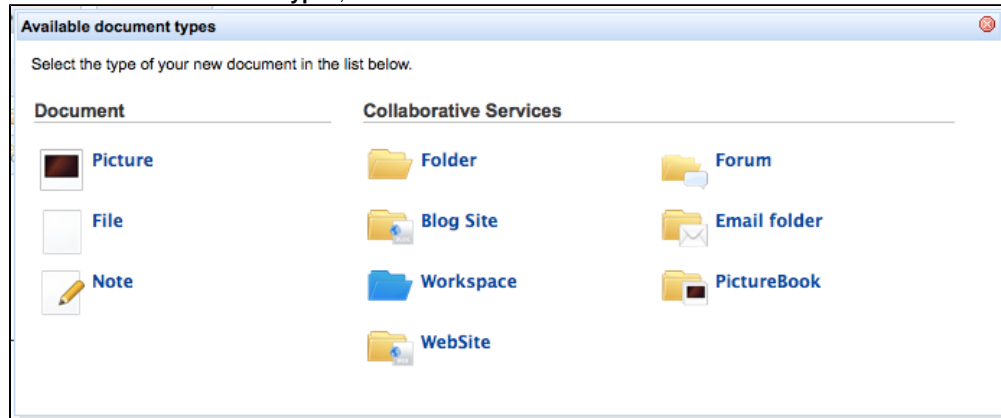 Available document types
Select the type of your new document in the list below.
Document
Collaborative Services
Picture
Folder
Forum
File
Blog Site
Email folder
Note
Workspace
PictureBook
WebSite